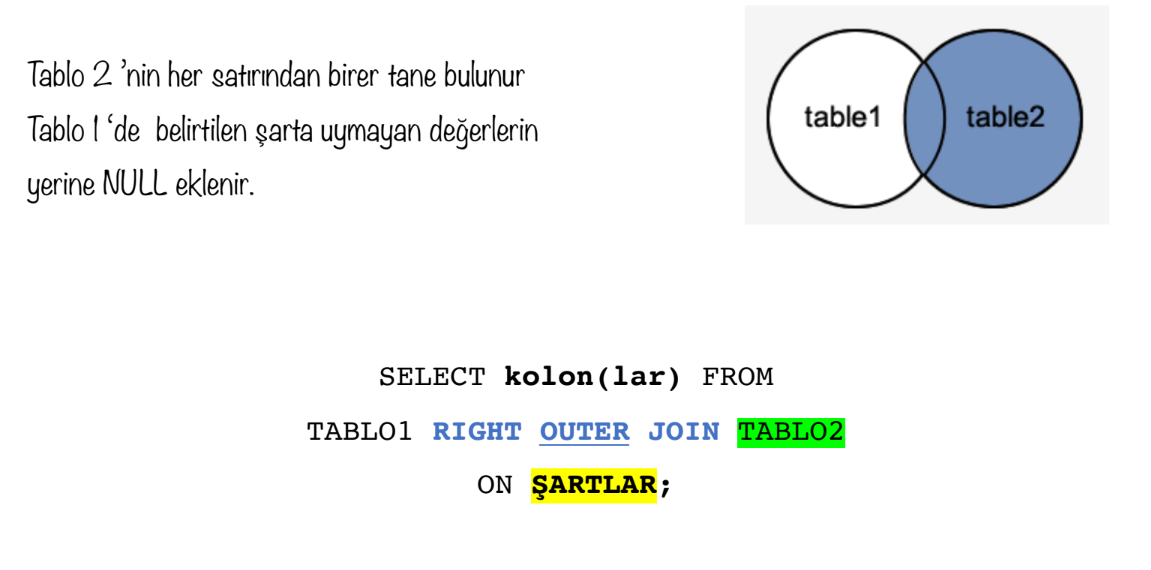 Tablo 2 'nin her satırından birer tane bulunur
Tablo 1 'de belirtilen şarta uymayan değerlerin
yerine NULL eklenir.
table1
table2
SELECT kolon(lar) FROM
TABLO1 RIGHT OUTER JOIN TABLO2
ON ŞARTLAR;